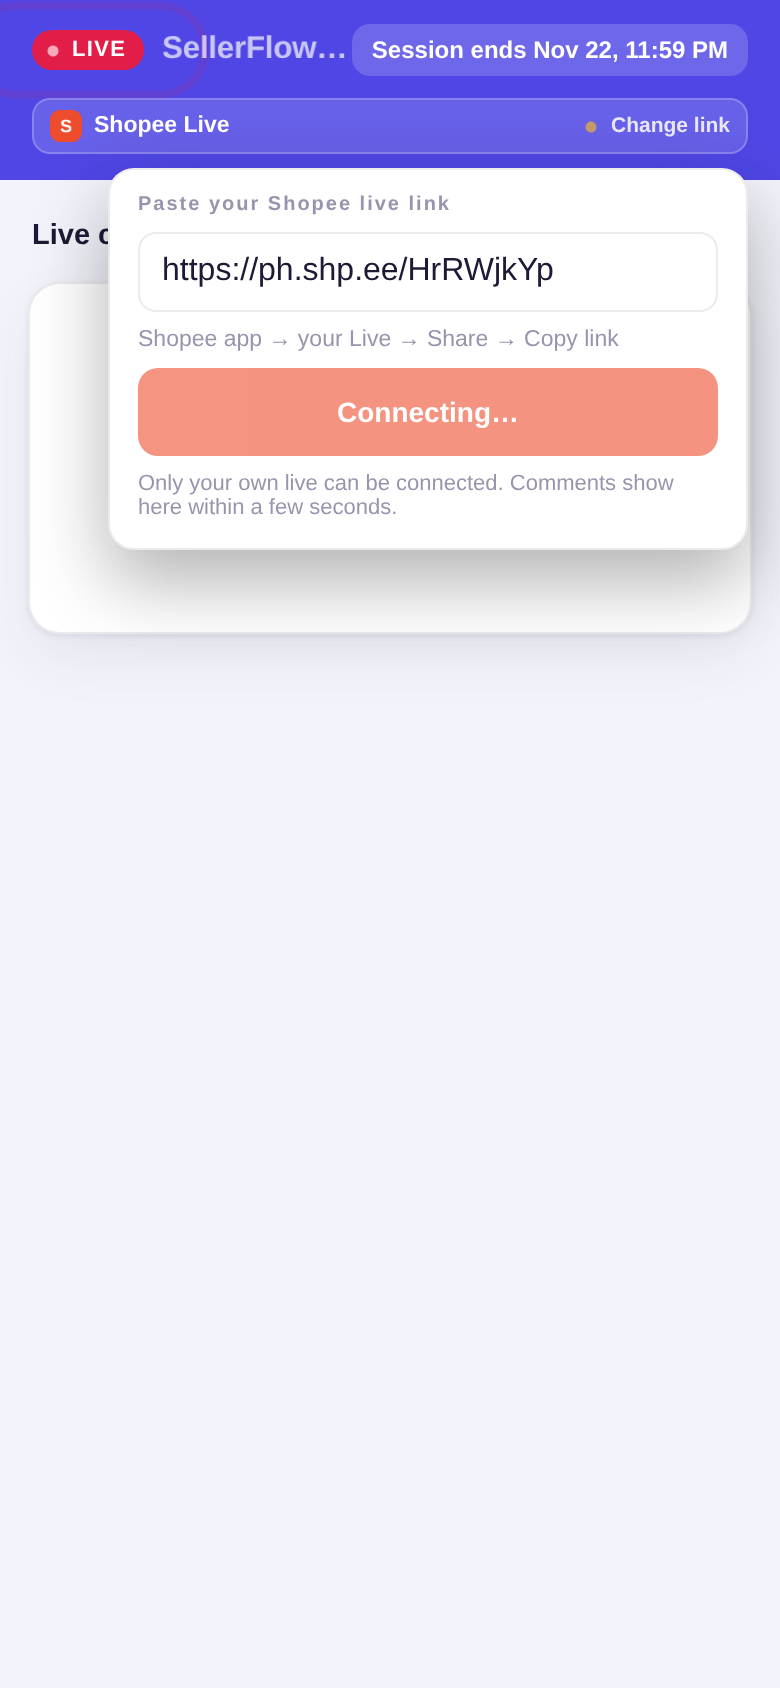 LIVE
SellerFlow…
Session ends Nov 22, 11:59 PM
S
Shopee Live
Change link
Paste your Shopee live link
Live
https://ph.shp.ee/HrRWjkYp
Shopee app → your Live → Share → Copy link
Connecting…
Only your own live can be connected. Comments show
here within a few seconds.